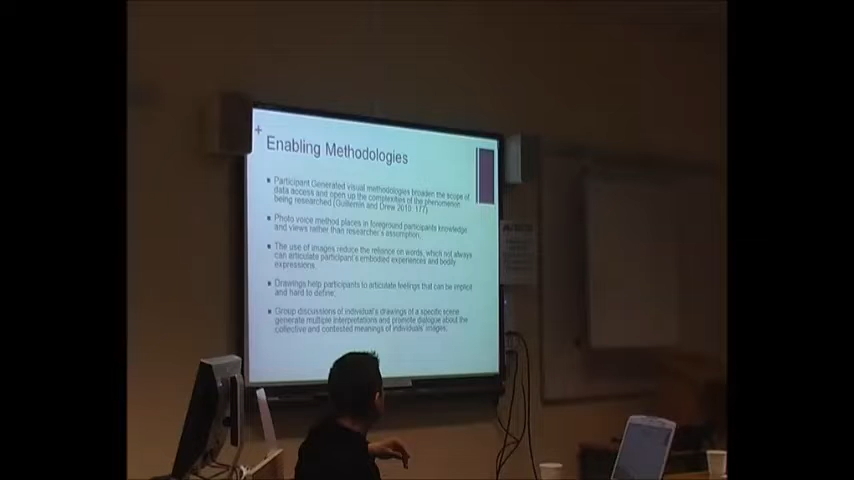 +
Enabling Methodologies
■ Participant Generated visual methodologies broaden the scope of
data access and open up the complexities of the phenomenon
being researched (Guillemin and Drew 2010: 177)
■ Photo voice method places in foreground participants knowledge
and views rather than researcher's assumption.
■ The use of images reduce the reliance on words, which not always
can articulate participant's embodied experiences and bodily
expressions.
■ Drawings help participants to articulate feelings that can be implicit
and hard to define.
■ Group discussions of individual's drawings of a specific scene
generate multiple interpretations and promote dialogue about the
collective and contested meanings of individuals' images.